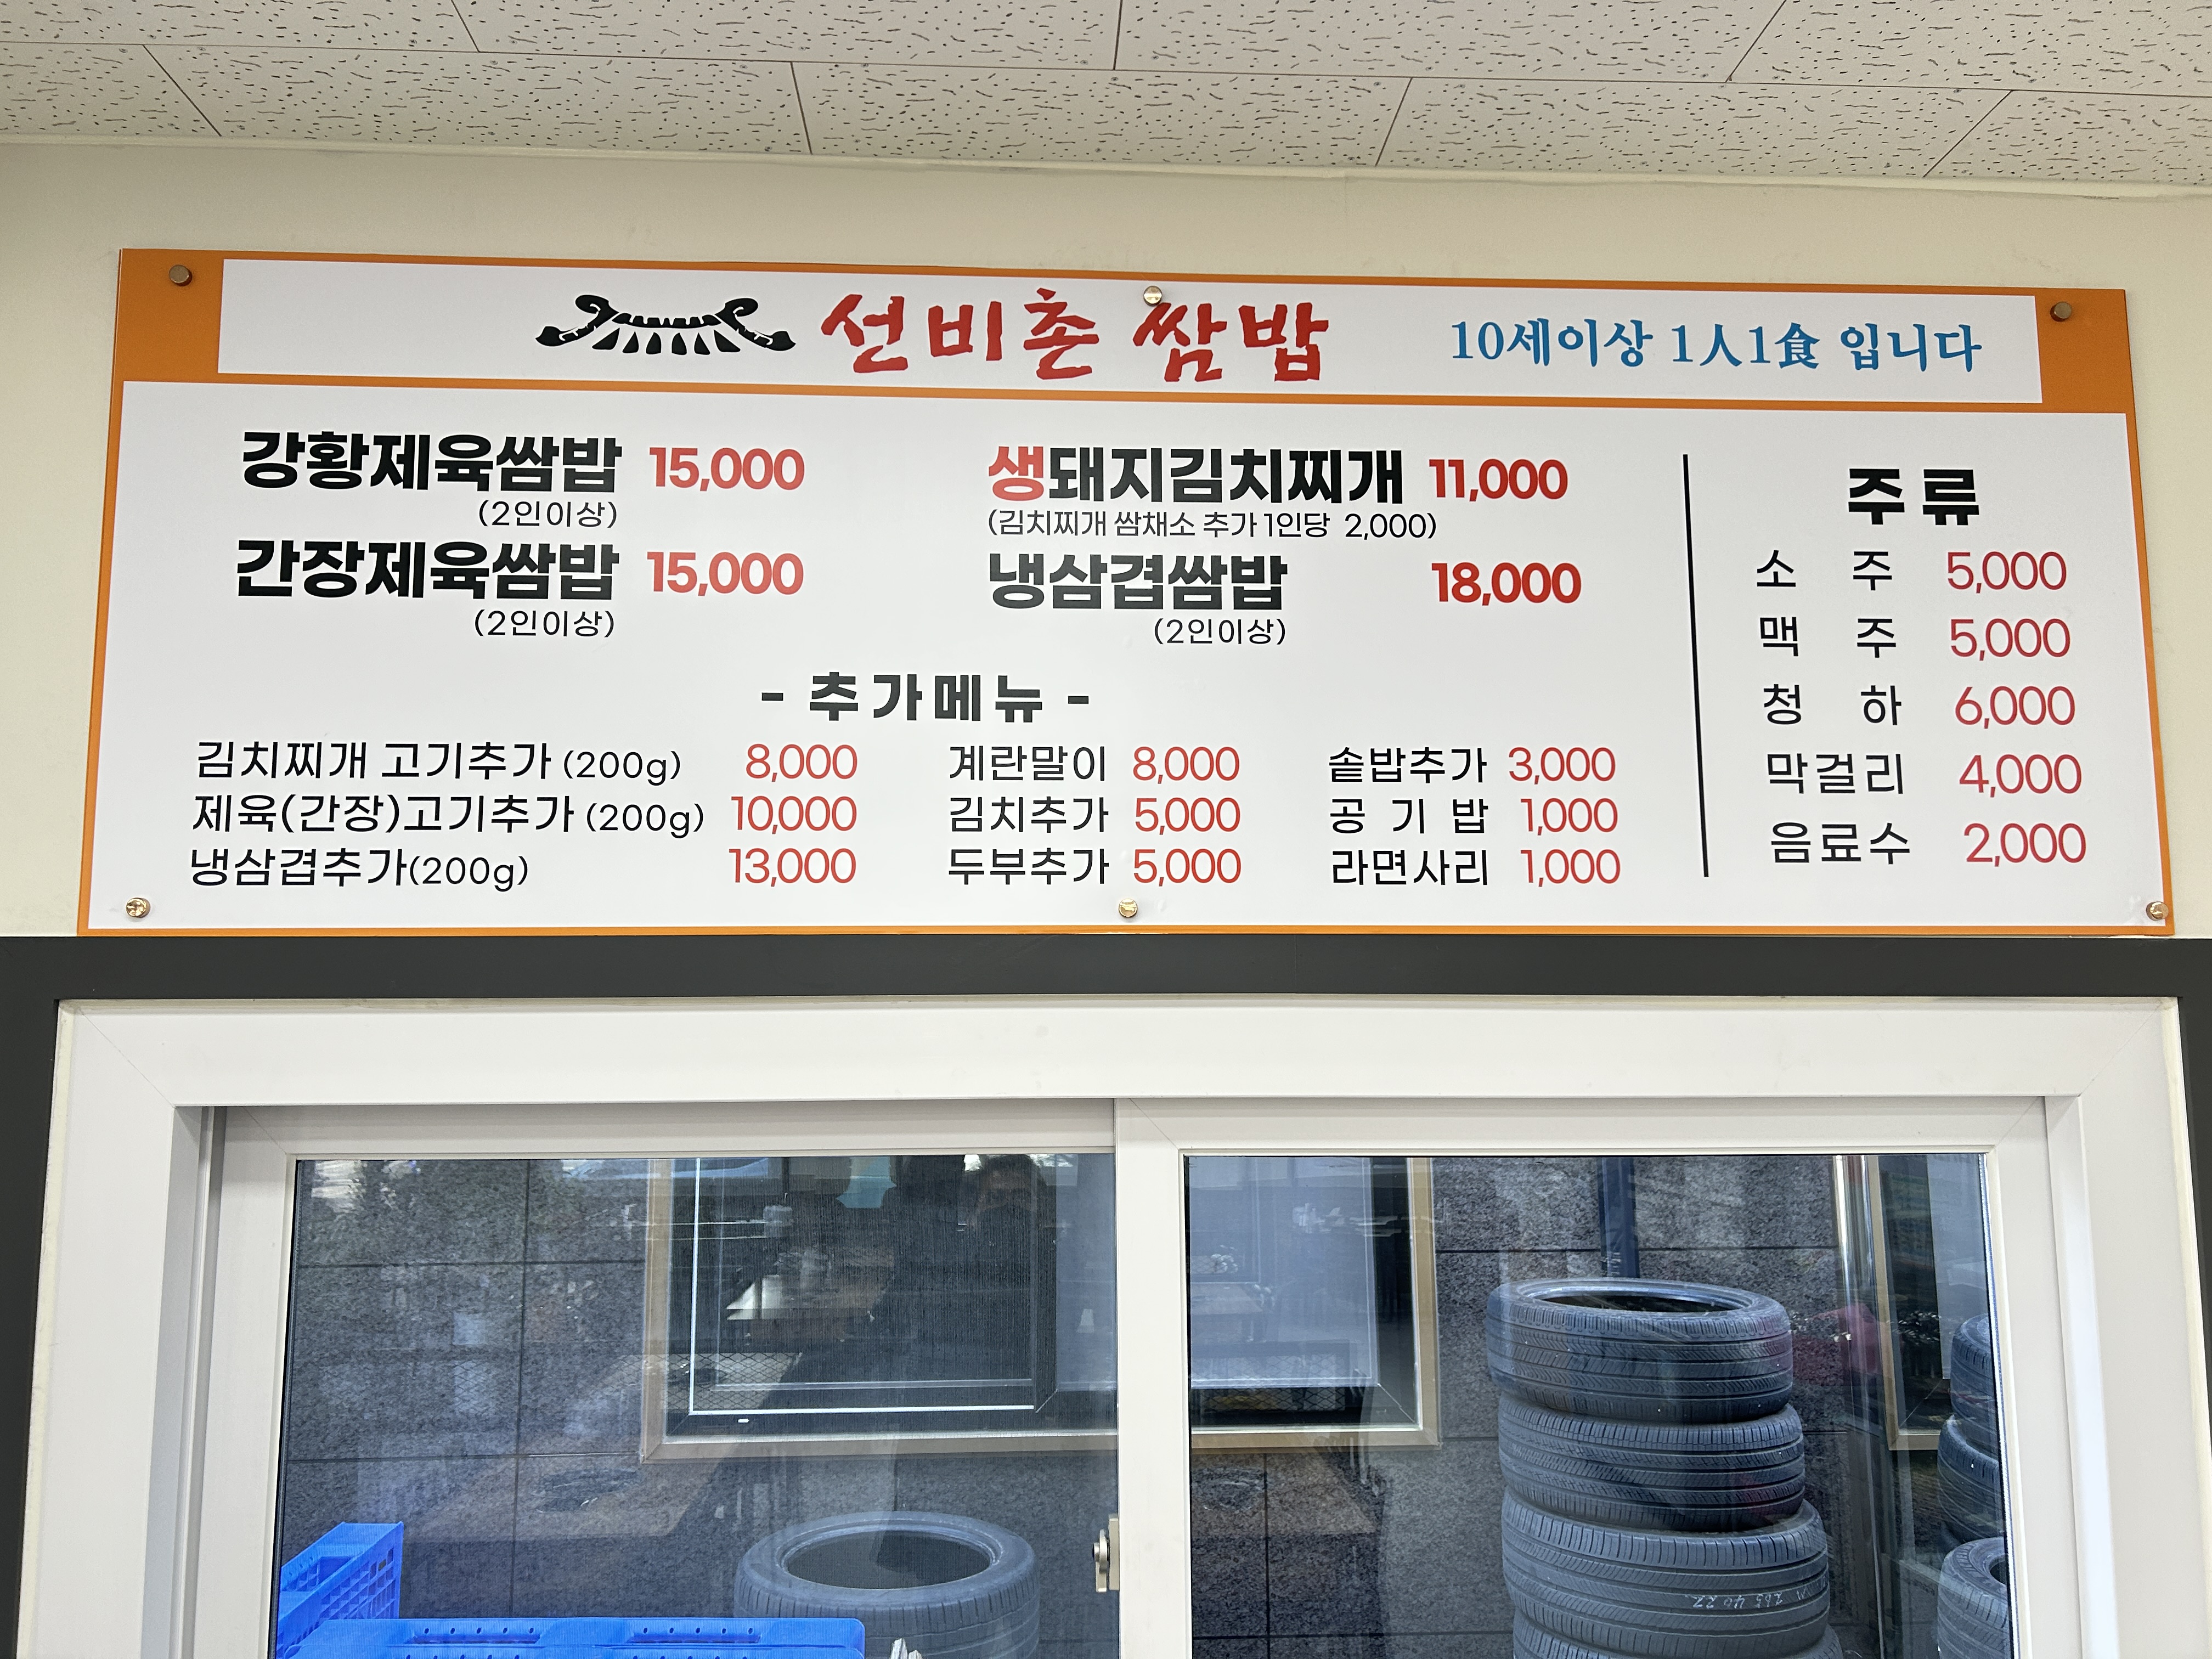 선비촌 쌈밥 10세이상 1人1食 입니다
강황제육쌈밥 15,000
(2인이상)
간장제육쌈밥 15,000
(2인이상)
생돼지김치찌개 11,000
(김치찌개 쌈채소 추가 1인당 2,000)
냉삼겹쌈밥 18,000
(2인이상)
- 추가메뉴 -
김치찌개 고기추가 (200g) 8,000
제육(간장)고기추가 (200g) 10,000
냉삼겹추가(200g) 13,000
계란말이 8,000
김치추가 5,000
두부추가 5,000
솥밥추가 3,000
공 기 밥 1,000
라면사리 1,000
주류
소 주 5,000
맥 주 5,000
청 하 6,000
막걸리 4,000
음료수 2,000